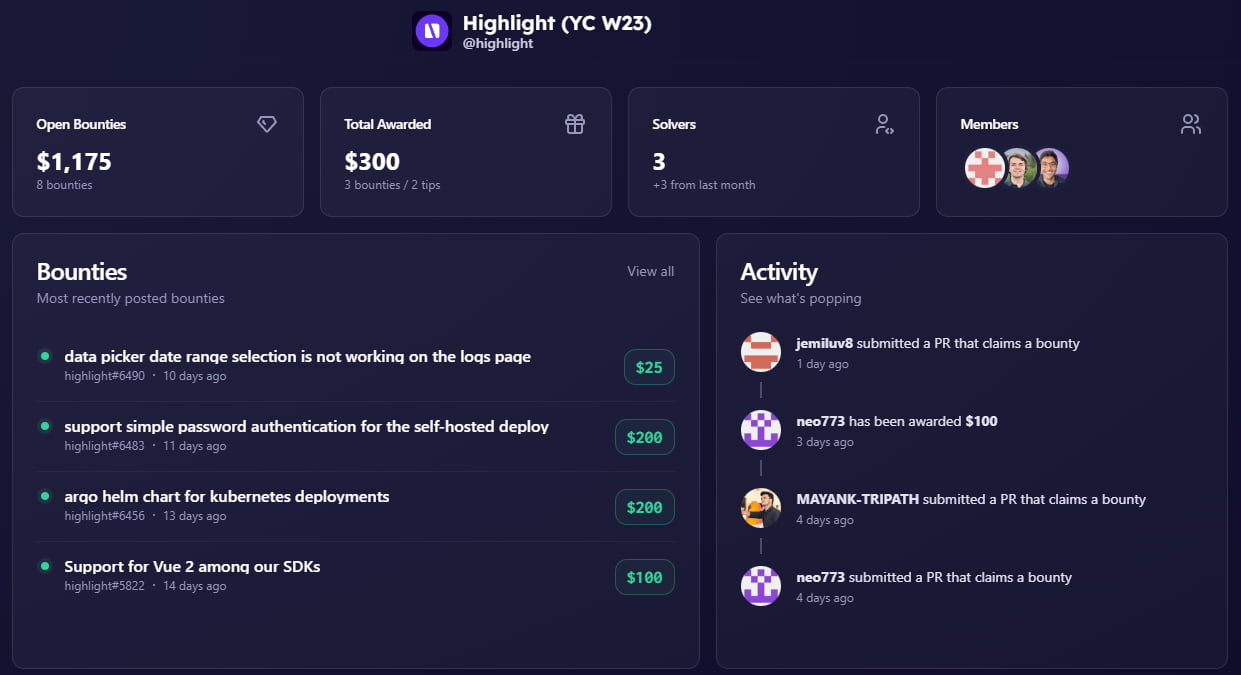 Highlight (YC W23)
@highlight
Open Bounties
$1,175
8 bounties
Total Awarded
$300
3 bounties / 2 tips
Solvers
3
+3 from last month
Members
Bounties
View all
Most recently posted bounties
data picker date range selection is not working on the logs page
$25
highlight#6490 · 10 days ago
support simple password authentication for the self-hosted deploy
$200
highlight#6483 · 11 days ago
argo helm chart for kubernetes deployments
$200
highlight#6456 · 13 days ago
Support for Vue 2 among our SDKs
$100
highlight#5822 · 14 days ago
Activity
See what's popping
jemiluv8 submitted a PR that claims a bounty
1 day ago
neo773 has been awarded $100
3 days ago
MAYANK-TRIPATH submitted a PR that claims a bounty
4 days ago
neo773 submitted a PR that claims a bounty
4 days ago